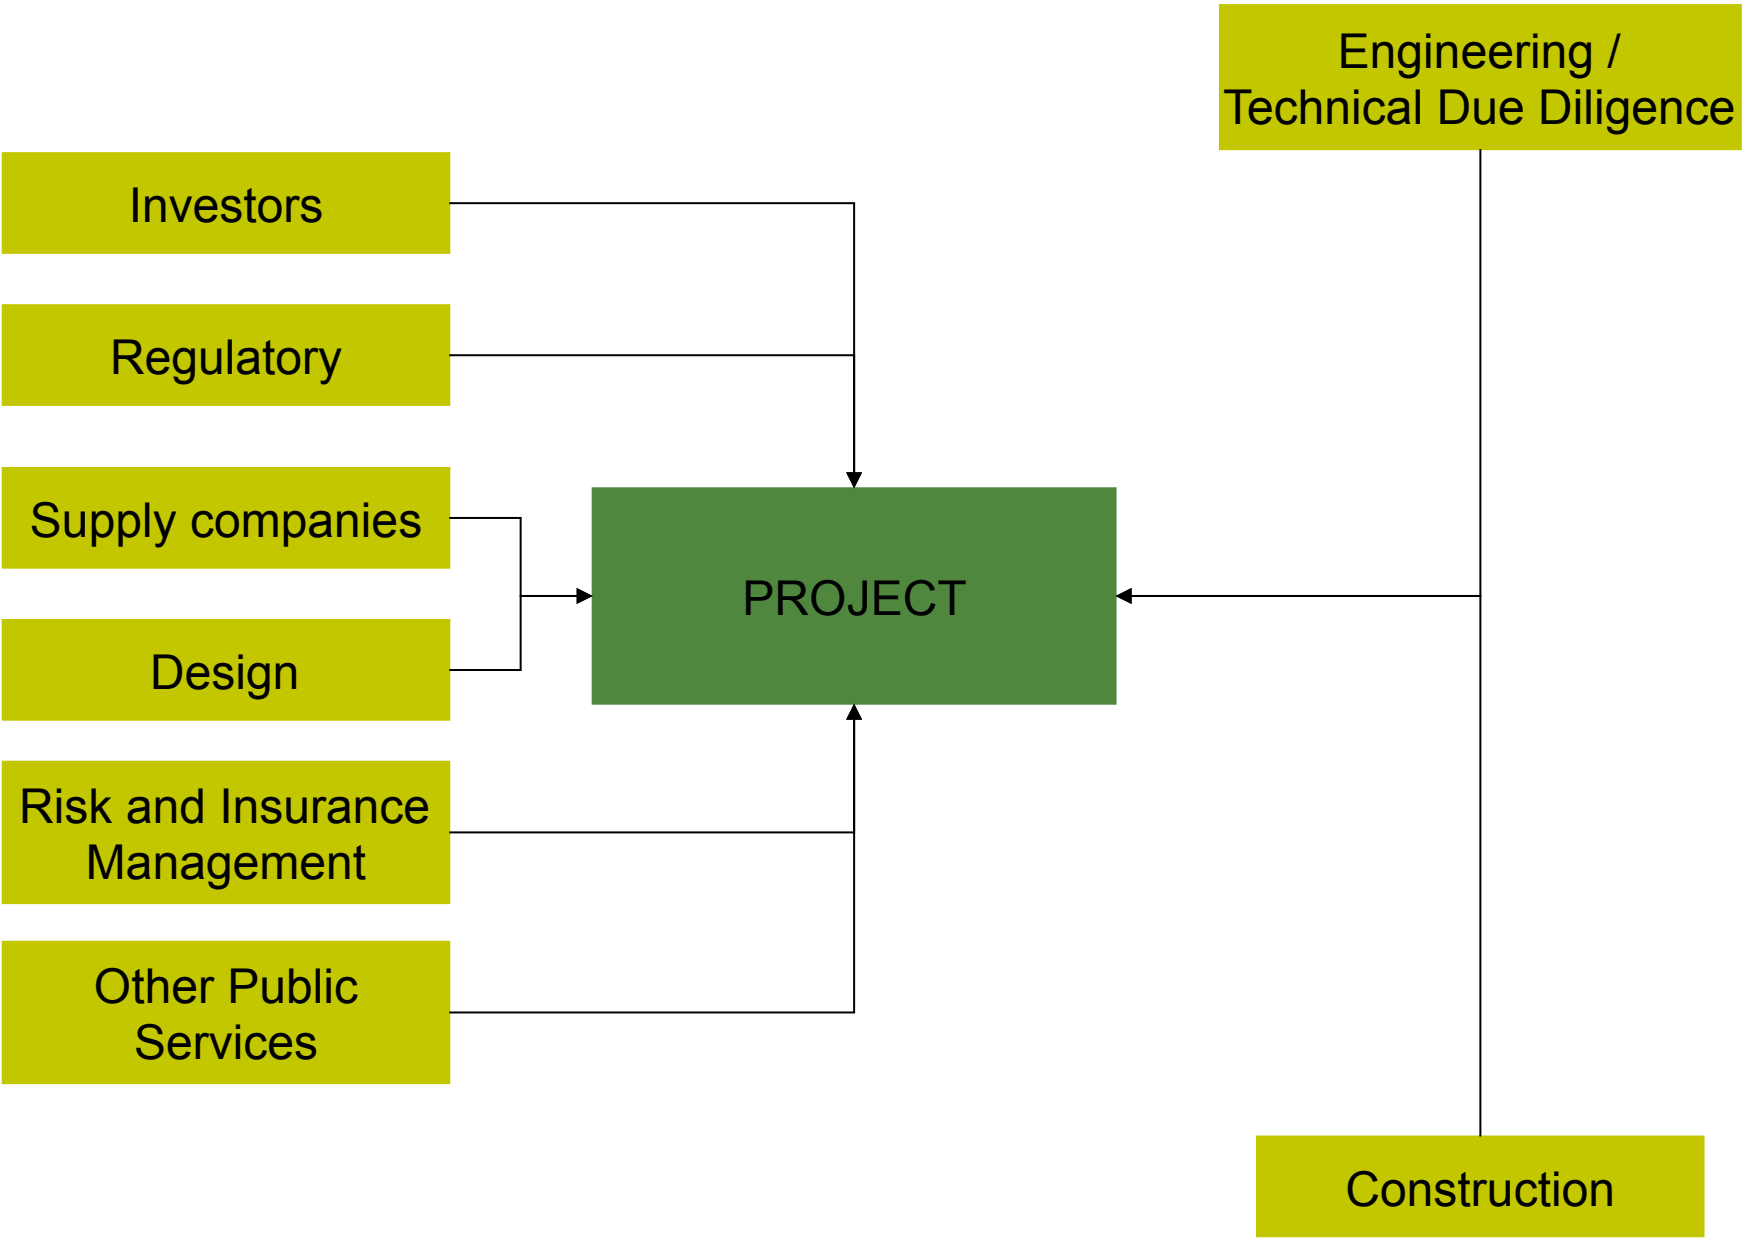 Engineering /
Technical Due Diligence
Investors
Regulatory
Supply companies
PROJECT
Design
Risk and Insurance
Management
Other Public
Services
Construction